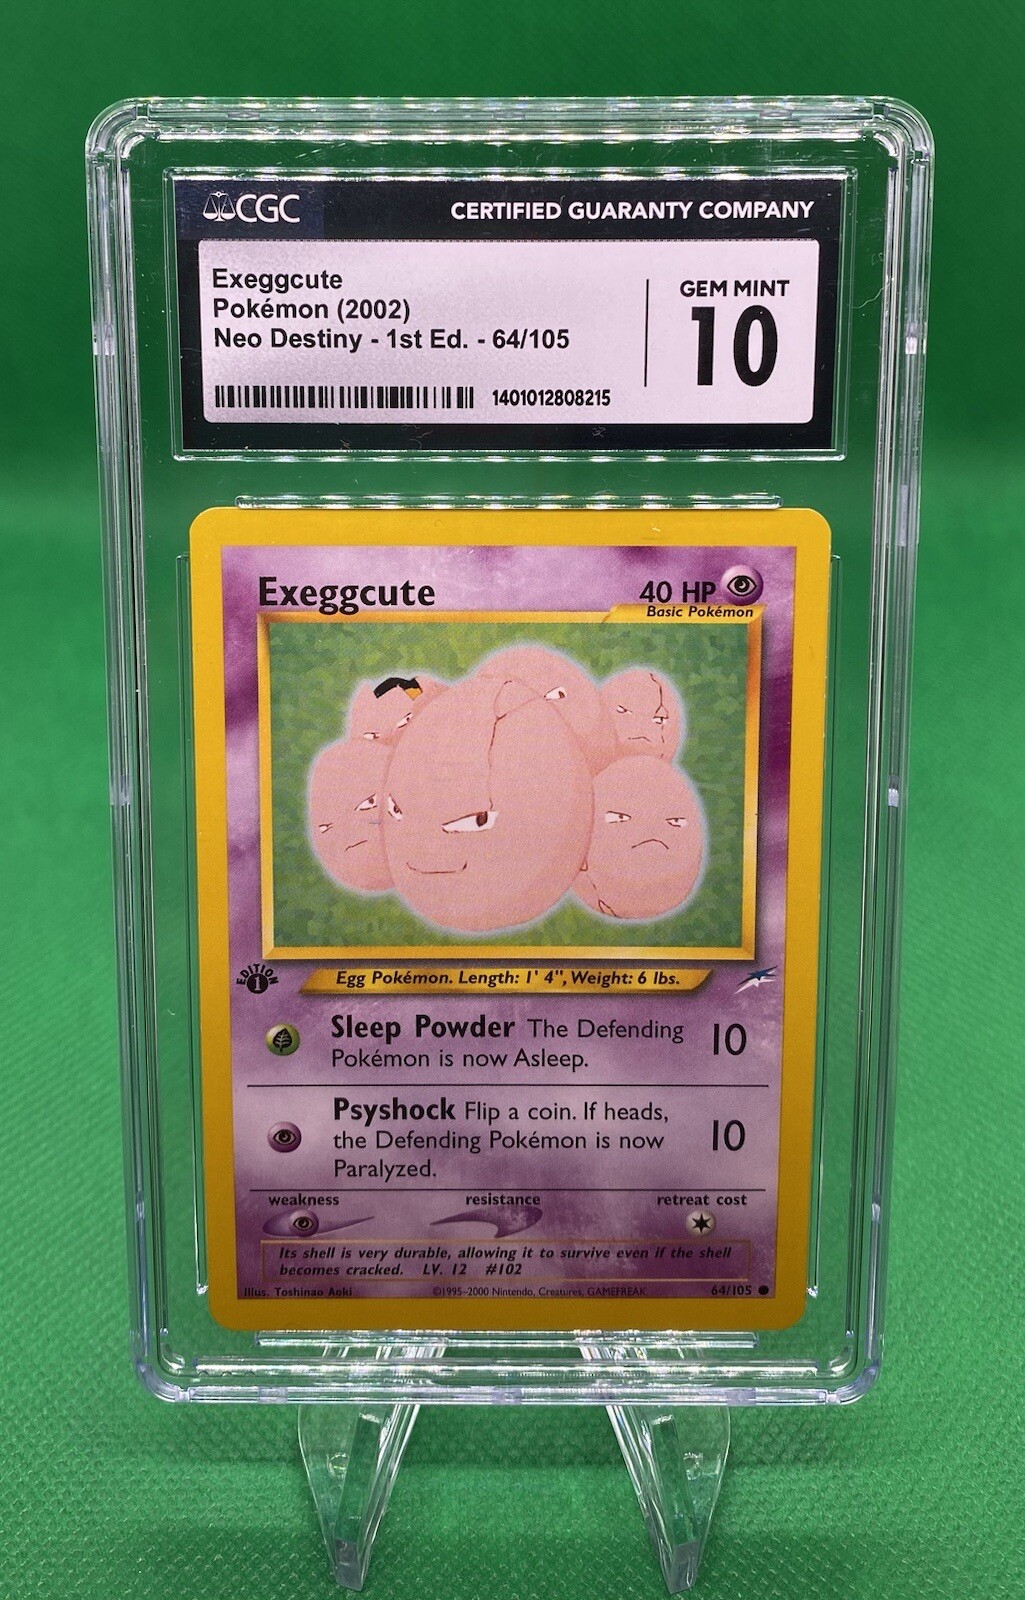 CGC CERTIFIED GUARANTY COMPANY
Exeggcute
Pokémon (2002)
Neo Destiny - 1st Ed. - 64/105
1401012808215
GEM MINT
10
Exeggcute 40 HP
Basic Pokémon
EDITION
1
Egg Pokémon. Length: 1' 4", Weight: 6 lbs.
Sleep Powder The Defending 10
Pokémon is now Asleep.
Psyshock Flip a coin. If heads,
the Defending Pokémon is now 10
Paralyzed.
weakness resistance retreat cost
Its shell is very durable, allowing it to survive even if the shell
becomes cracked. LV. 12 #102
Illus. Toshinao Aoki ©1995-2000 Nintendo, Creatures, GAMEFREAK. 64/105